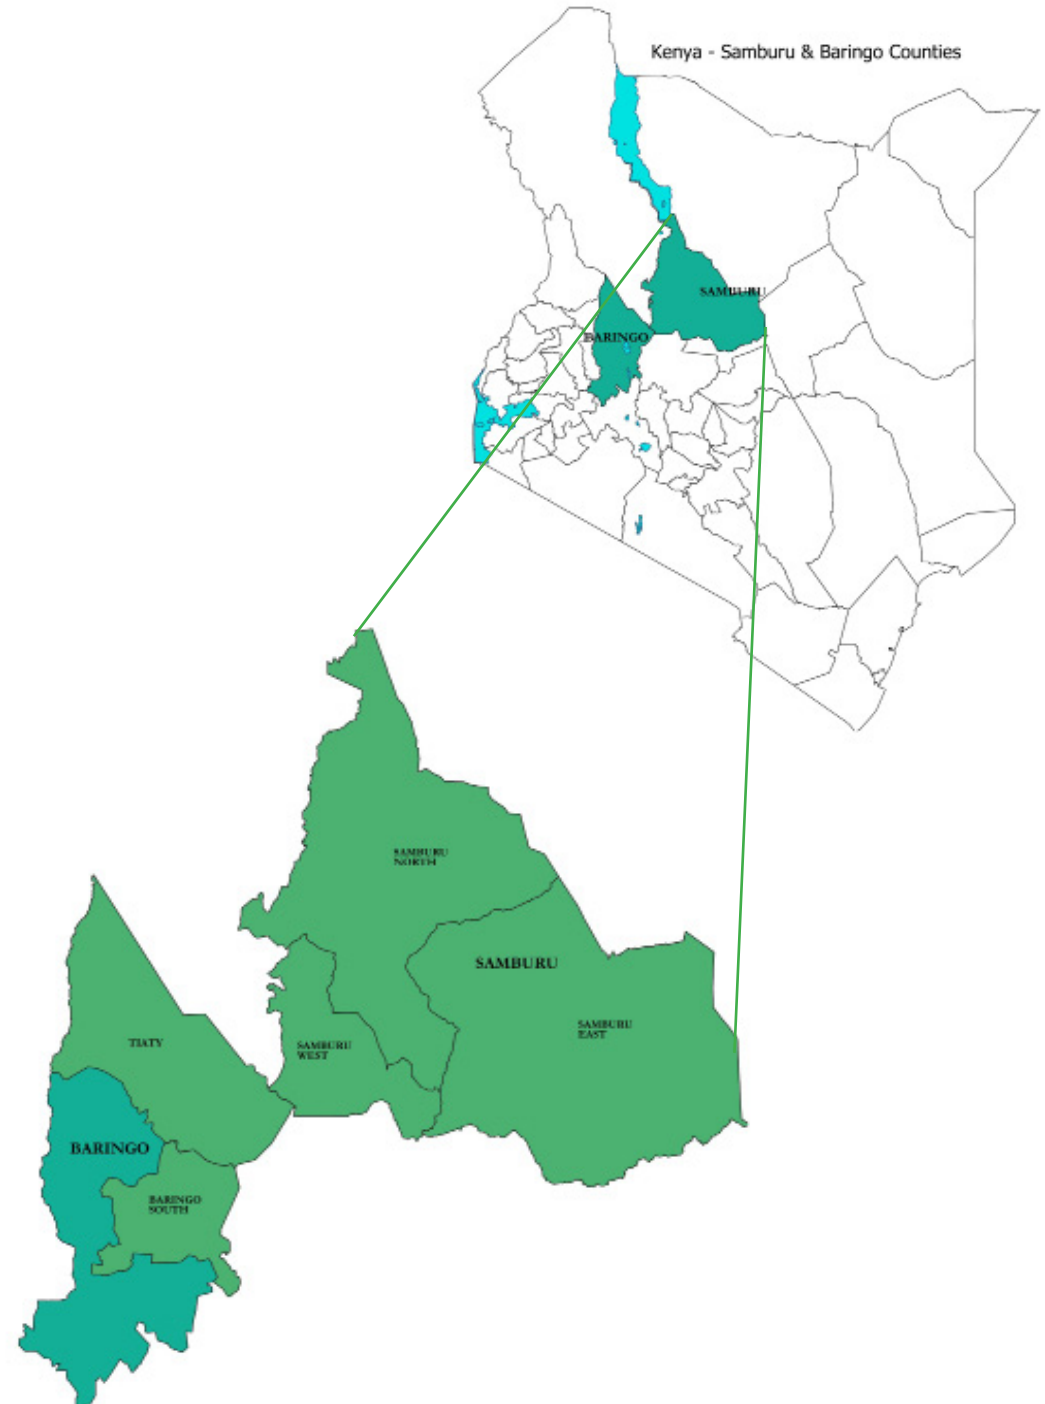 Kenya - Samburu & Baringo Counties
SAMBURU
BARINGO
SAMBURU
NORTH
SAMBURU
SAMBURU
EAST
TIATY
SAMBURU
WEST
BARINGO
BARINGO
SOUTH